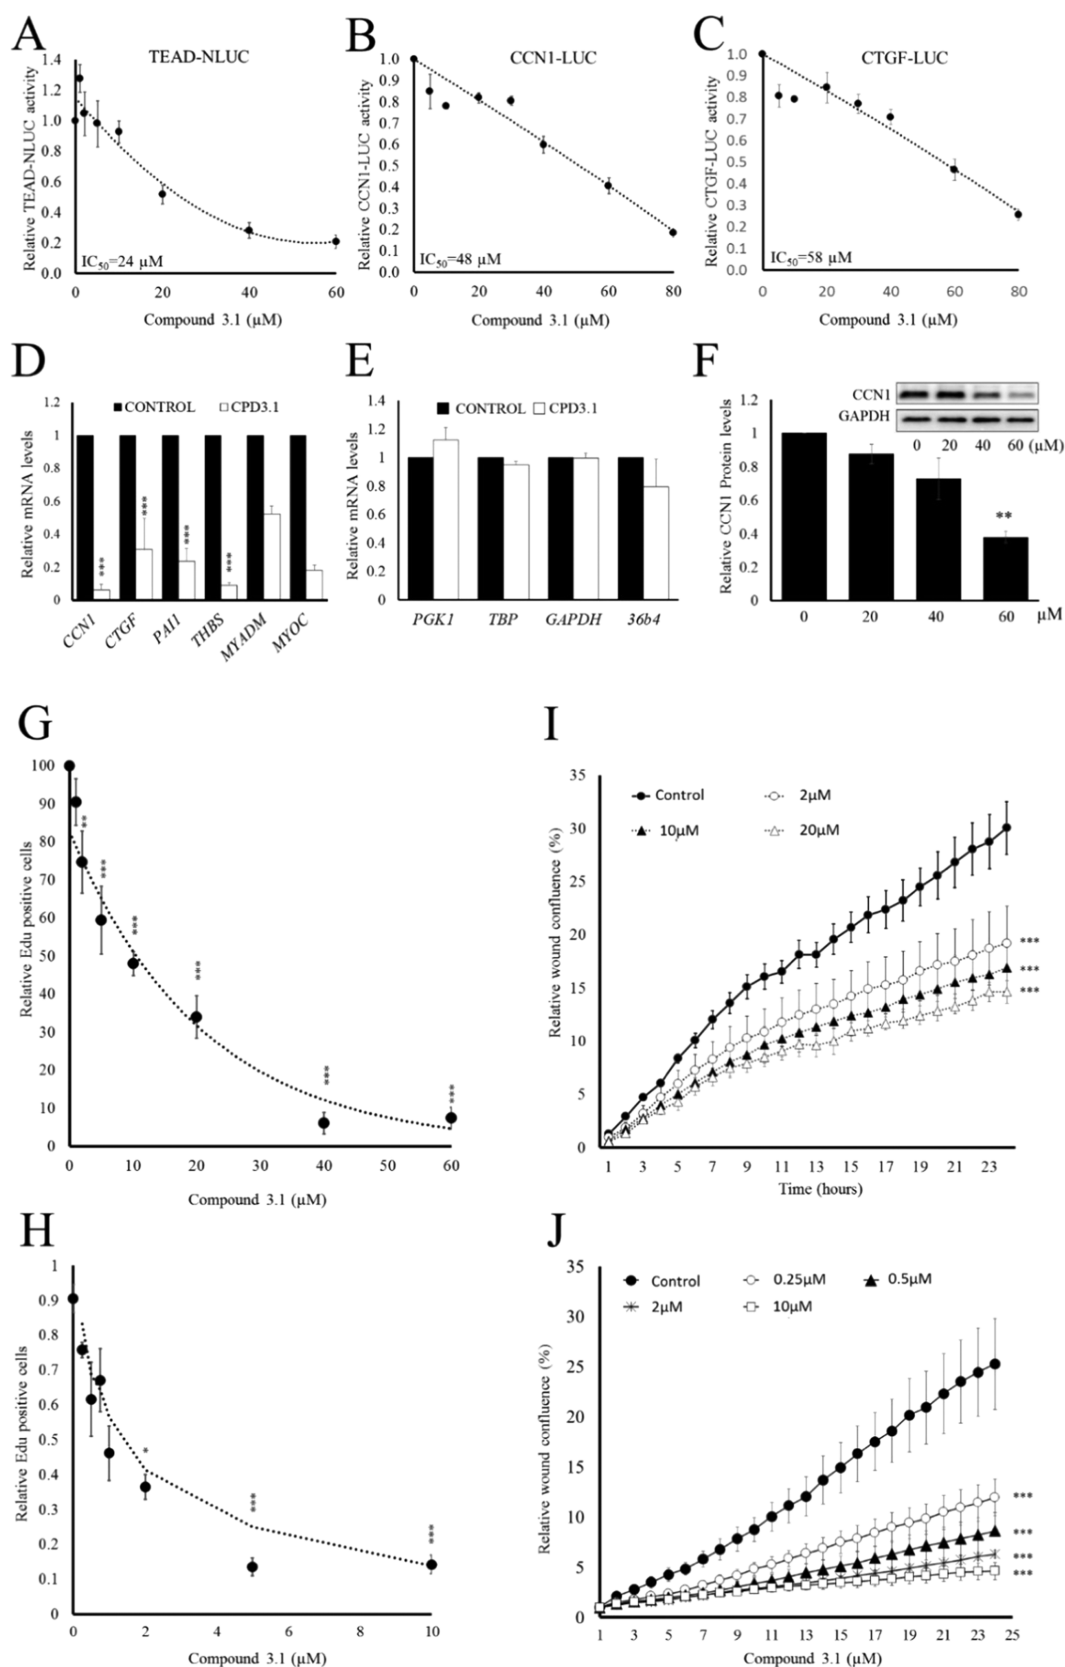 A
TEAD-NLUC
Relative TEAD-NLUC activity
1.4
1.2
1.0
0.8
0.6
0.4
0.2
0.0
IC50=24 µM
0 20 40 60
Compound 3.1 (µM)
B
CCN1-LUC
Relative CCN1-LUC activity
1.0
0.9
0.8
0.7
0.6
0.5
0.4
0.3
0.2
0.1
0.0
IC50=48 µM
0 20 40 60 80
Compound 3.1 (µM)
C
CTGF-LUC
Relative CTGF-LUC activity
1.0
0.9
0.8
0.7
0.6
0.5
0.4
0.3
0.2
0.1
0.0
IC50=58 µM
0 20 40 60 80
Compound 3.1 (µM)
D
CONTROL CPD3.1
Relative mRNA levels
1.2
1
0.8
0.6
0.4
0.2
0
***
***
***
***
CCN1 CTGF PAI1 THBS MYADM MYOC
E
CONTROL CPD3.1
Relative mRNA levels
1.4
1.2
1
0.8
0.6
0.4
0.2
0
PGK1 TBP GAPDH 36b4
F
CCN1
GAPDH
0 20 40 60 (µM)
Relative CCN1 Protein levels
1.2
1
0.8
0.6
0.4
0.2
0
**
0 20 40 60 µM
G
Relative Edu positive cells
100
90
80
70
60
50
40
30
20
10
0
**
***
***
***
***
***
0 10 20 30 40 50 60
Compound 3.1 (µM)
I
Relative wound confluence (%)
35
30
25
20
15
10
5
0
Control 2µM
10µM 20µM
***
***
***
1 3 5 7 9 11 13 15 17 19 21 23
Time (hours)
H
Relative Edu positive cells
1
0.9
0.8
0.7
0.6
0.5
0.4
0.3
0.2
0.1
0
*
***
***
0 2 4 6 8 10
Compound 3.1 (µM)
J
Relative wound confluence (%)
35
30
25
20
15
10
5
0
Control 0.25µM 0.5µM
2µM 10µM
***
***
***
***
1 3 5 7 9 11 13 15 17 19 21 23 25
Compound 3.1 (µM)